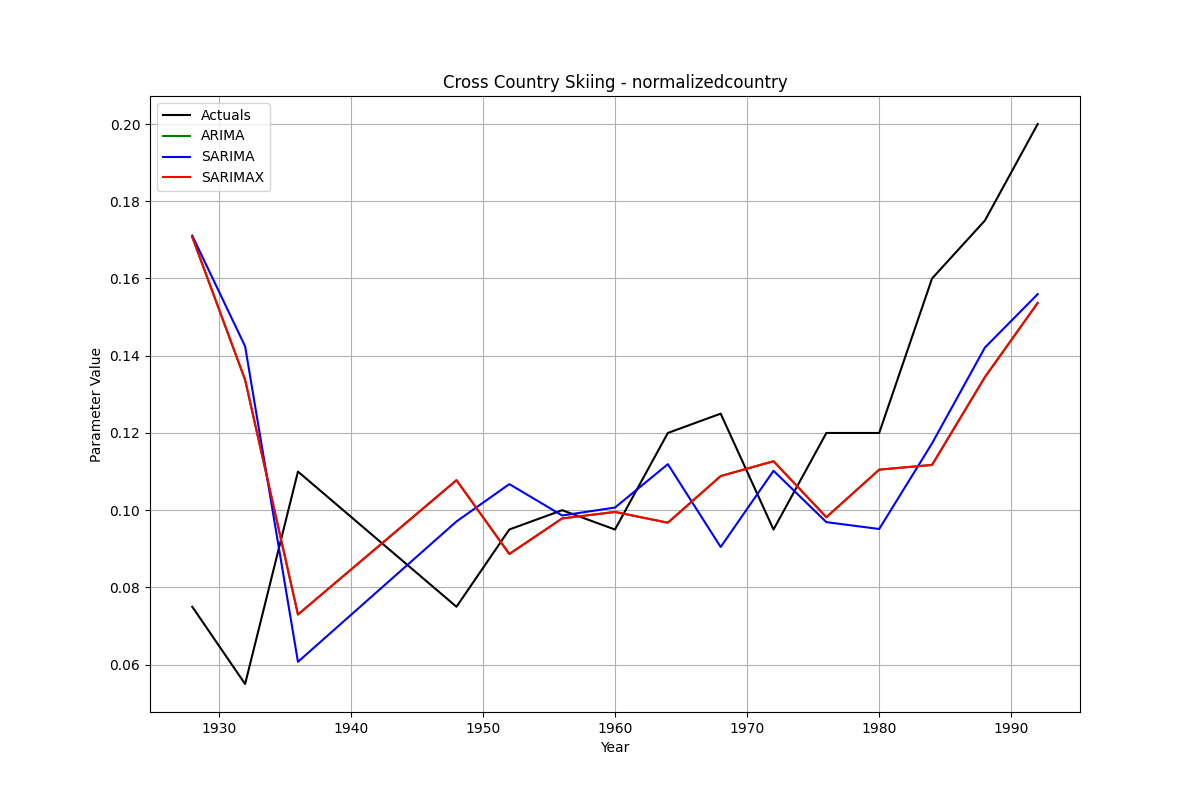 Cross Country Skiing - normalizedcountry
Actuals
ARIMA
SARIMA
SARIMAX
0.20
0.18
0.16
0.14
0.12
0.10
0.08
0.06
Parameter Value
1930 1940 1950 1960 1970 1980 1990
Year